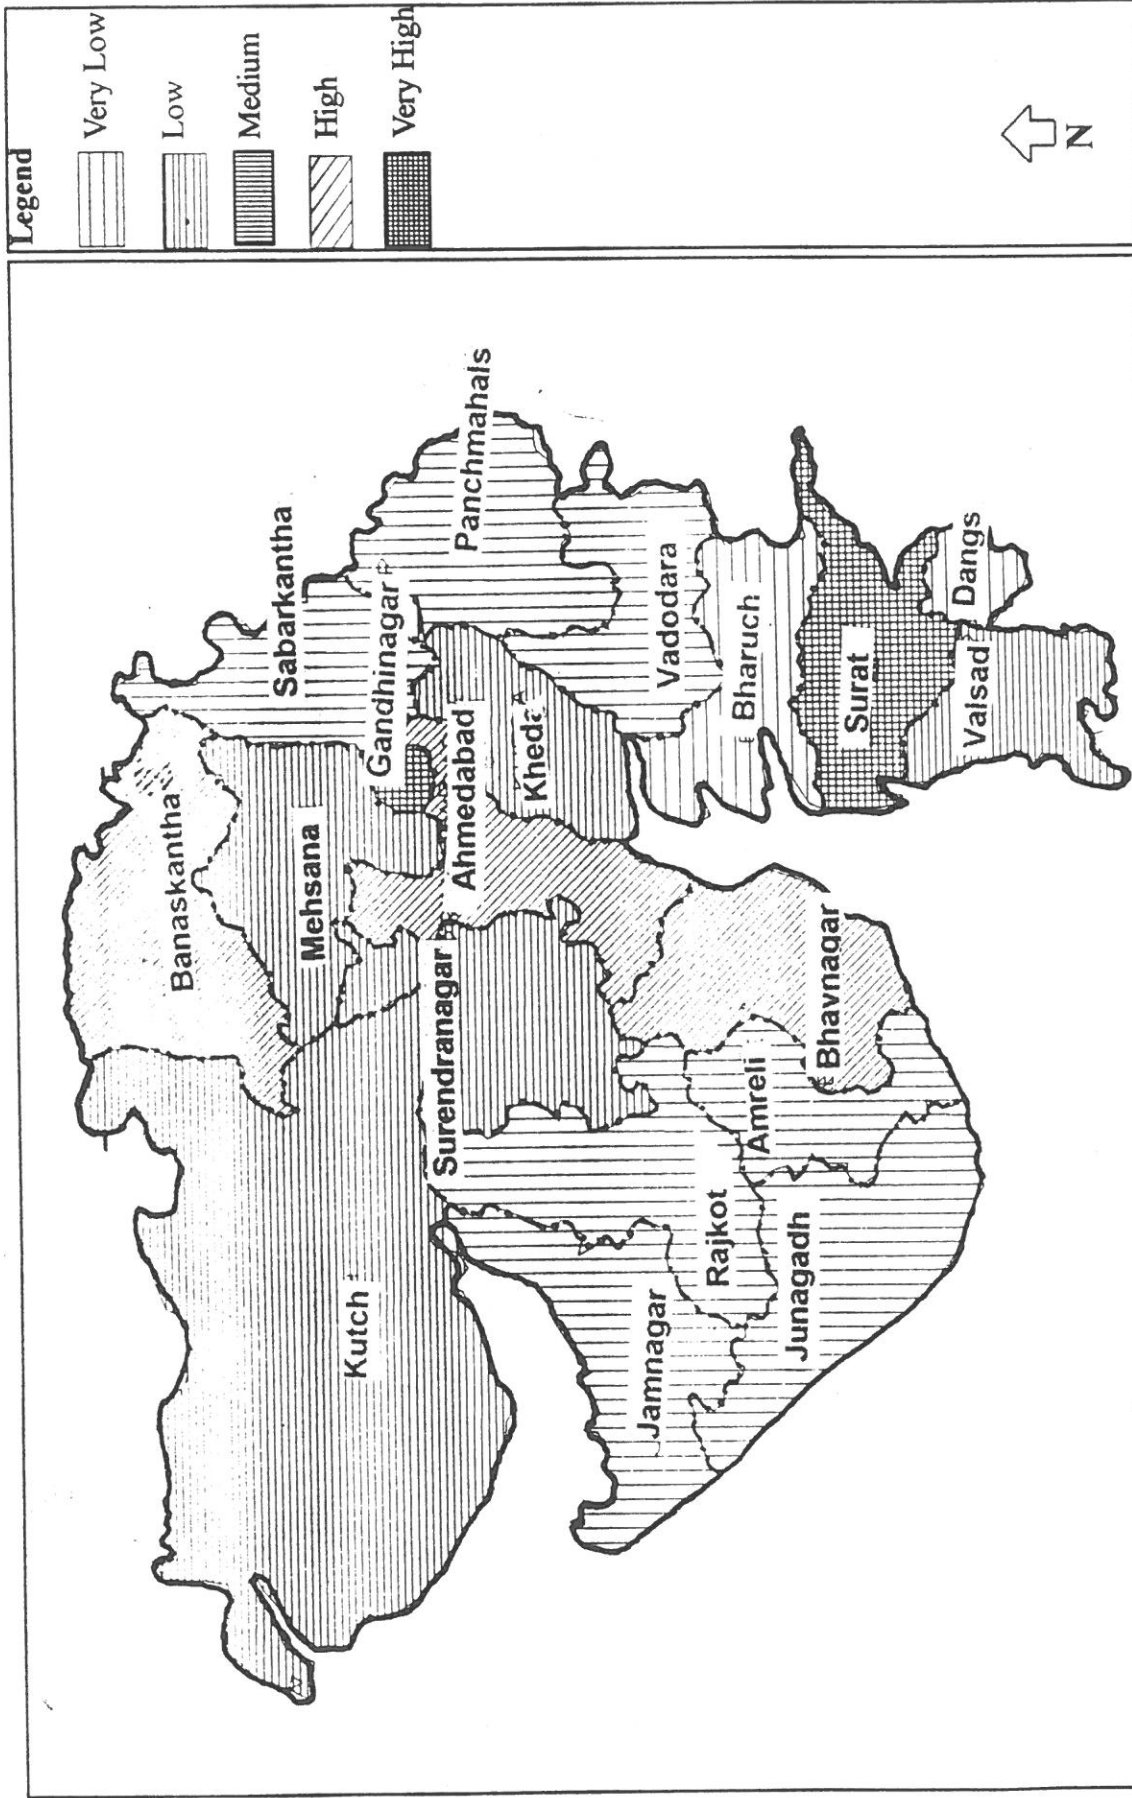 Legend
Very Low
Low
Medium
High
Very High
N
Banaskantha
Sabarkantha
Mehsana
Gandhinagar
Kutch
Panchmahals
Ahmedabad
Surendranagar
Kheda
Vadodara
Jamnagar
Rajkot
Bharuch
Amreli
Bhavnagar
Junagadh
Surat
Dangs
Valsad